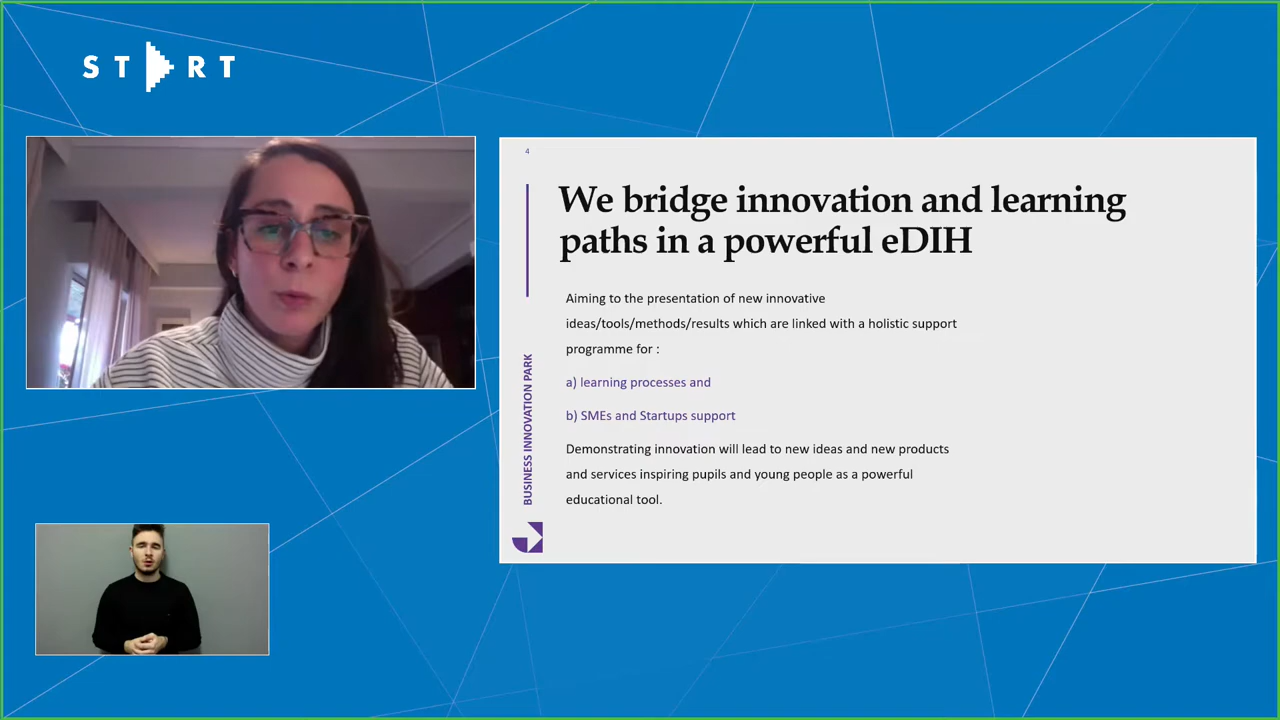 START
4
We bridge innovation and learning
paths in a powerful eDIH
Aiming to the presentation of new innovative
ideas/tools/methods/results which are linked with a holistic support
programme for :
a) learning processes and
b) SMEs and Startups support
Demonstrating innovation will lead to new ideas and new products
and services inspiring pupils and young people as a powerful
educational tool.
BUSINESS INNOVATION PARK